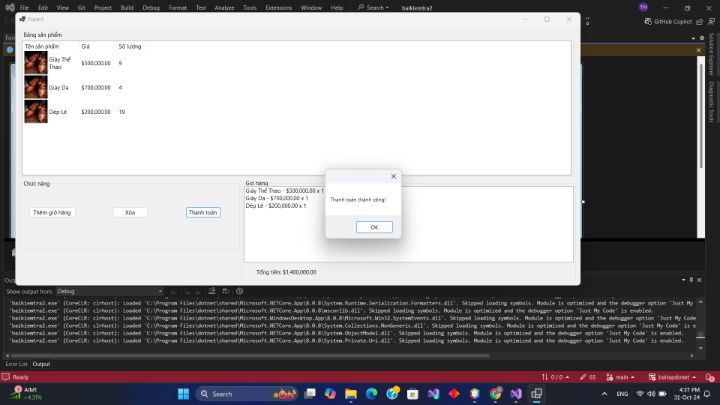 File Edit View Git Project Build Debug Format Test Analyze Tools Extensions Window Help Search baikiemtra2 TN
GitHub Copilot
Form1
Bảng sản phẩm
Tên sản phẩm Giá Số lượng
Giày Thể Thao $500,000.00 9
Giày Da $700,000.00 4
Dép Lê $200,000.00 19
Chức năng
Thêm giỏ hàng Xóa Thanh toán
Giỏ hàng
Giày Thể Thao - $500,000.00 x 1
Giày Da - $700,000.00 x 1
Dép Lê - $200,000.00 x 1
Tổng tiền: $1,400,000.00
Thanh toán thành công!
OK
Solution Explorer
Diagnostic Tools
Output
Show output from: Debug
'baikiemtra2.exe' (CoreCLR: clrhost): Loaded 'C:\Program Files\dotnet\shared\Microsoft.NETCore.App\8.0.8\System.Runtime.Serialization.Formatters.dll'. Skipped loading symbols. Module is optimized and the debugger option 'Just My
'baikiemtra2.exe' (CoreCLR: clrhost): Loaded 'C:\Program Files\dotnet\shared\Microsoft.NETCore.App\8.0.8\mscorlib.dll'. Skipped loading symbols. Module is optimized and the debugger option 'Just My Code' is enabled.
'baikiemtra2.exe' (CoreCLR: clrhost): Loaded 'C:\Program Files\dotnet\shared\Microsoft.WindowsDesktop.App\8.0.8\Microsoft.Win32.SystemEvents.dll'. Skipped loading symbols. Module is optimized and the debugger option 'Just My Code
'baikiemtra2.exe' (CoreCLR: clrhost): Loaded 'C:\Program Files\dotnet\shared\Microsoft.NETCore.App\8.0.8\System.Collections.NonGeneric.dll'. Skipped loading symbols. Module is optimized and the debugger option 'Just My Code' is e
'baikiemtra2.exe' (CoreCLR: clrhost): Loaded 'C:\Program Files\dotnet\shared\Microsoft.NETCore.App\8.0.8\System.ObjectModel.dll'. Skipped loading symbols. Module is optimized and the debugger option 'Just My Code' is enabled.
'baikiemtra2.exe' (CoreCLR: clrhost): Loaded 'C:\Program Files\dotnet\shared\Microsoft.NETCore.App\8.0.8\System.Private.Uri.dll'. Skipped loading symbols. Module is optimized and the debugger option 'Just My Code' is enabled.
Error List Output
Ready 0 / 0 63 main baitapdonet
AIM1
+4.31%
Search
ENG
4:37 PM
31-Oct-24